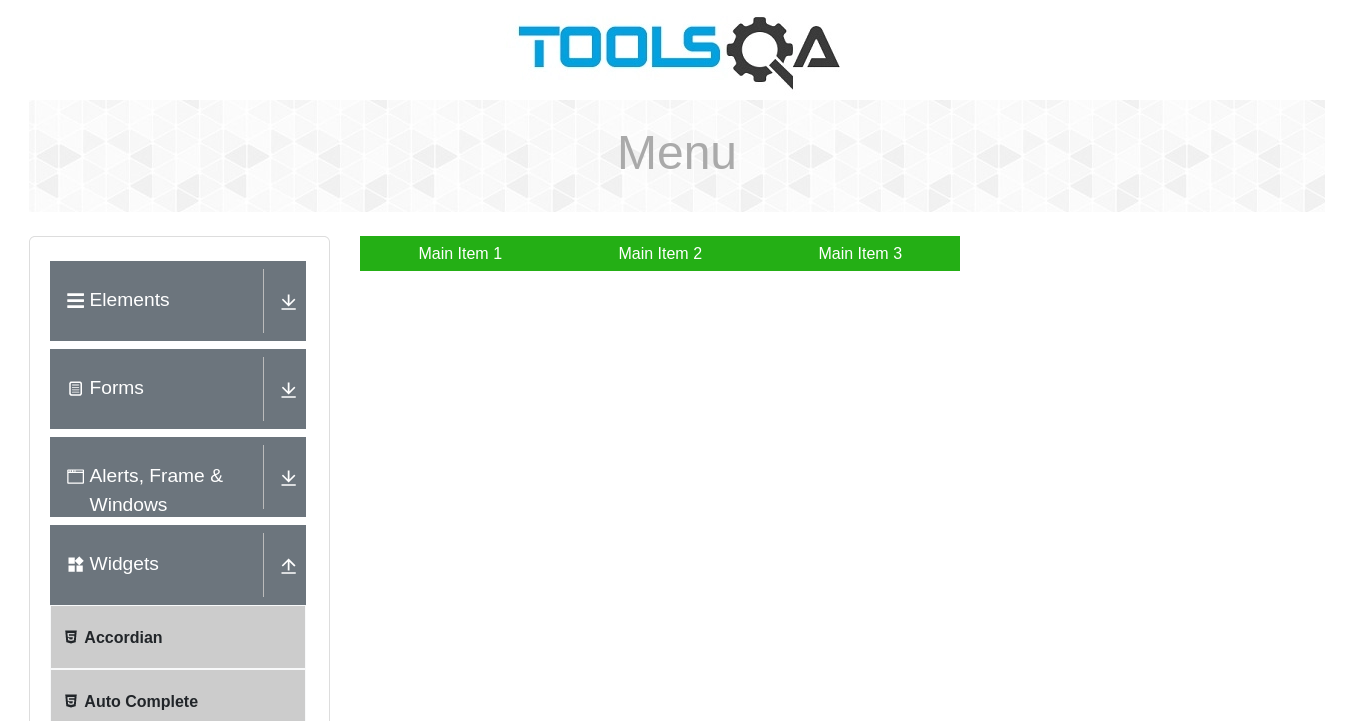 TOOLSQA
Menu
Main Item 1
Main Item 2
Main Item 3
Elements
Forms
Alerts, Frame &
Windows
Widgets
Accordian
Auto Complete